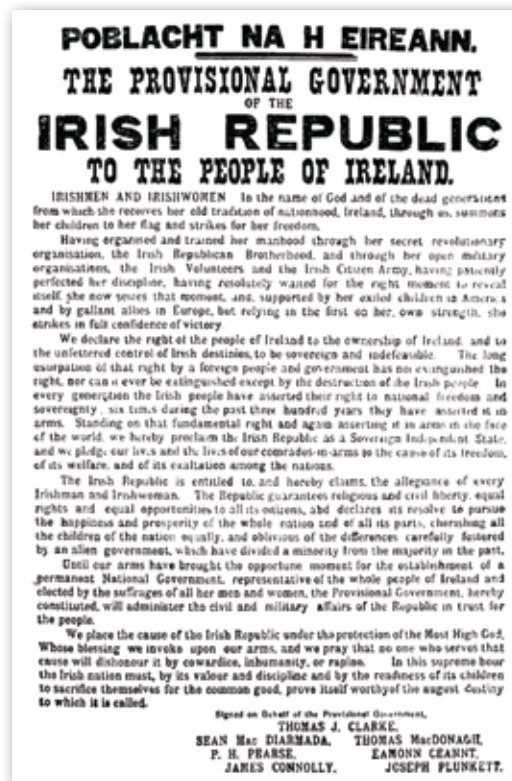 POBLACHT NA H EIREANN.
THE PROVISIONAL GOVERNMENT
OF THE
IRISH REPUBLIC
TO THE PEOPLE OF IRELAND.
IRISHMEN AND IRISHWOMEN In the name of God and of the dead generations
from which she receives her old tradition of nationhood, Ireland, through us, summons
her children to her flag and strikes for her freedom.
Having organised and trained her manhood through her secret revolutionary
organisation, the Irish Republican Brotherhood, and through her open military
organisations, the Irish Volunteers and the Irish Citizen Army, having patiently
perfected her discipline, having resolutely waited for the right moment to reveal
itself, she now seizes that moment, and, supported by her exiled children in America
and by gallant allies in Europe, but relying in the first on her own strength, she
strikes in full confidence of victory.
We declare the right of the people of Ireland to the ownership of Ireland, and to
the unfettered control of Irish destinies, to be sovereign and indefeasible. The long
usurpation of that right by a foreign people and government has not extinguished the
right, nor can it ever be extinguished except by the destruction of the Irish people. In
every generation the Irish people have asserted their right to national freedom and
sovereignty; six times during the past three hundred years they have asserted it in
arms. Standing on that fundamental right and again asserting it in arms in the face
of the world, we hereby proclaim the Irish Republic as a Sovereign Independent State,
and we pledge our lives and the lives of our comrades-in-arms to the cause of its freedom,
of its welfare, and of its exaltation among the nations.
The Irish Republic is entitled to, and hereby claims, the allegiance of every
Irishman and Irishwoman. The Republic guarantees religious and civil liberty, equal
rights and equal opportunities to all its citizens, and declares its resolve to pursue
the happiness and prosperity of the whole nation and of all its parts, cherishing all
the children of the nation equally, and oblivious of the differences carefully fostered
by an alien government, which have divided a minority from the majority in the past.
Until our arms have brought the opportune moment for the establishment of a
permanent National Government, representative of the whole people of Ireland and
elected by the suffrages of all her men and women, the Provisional Government, hereby
constituted, will administer the civil and military affairs of the Republic in trust for
the people.
We place the cause of the Irish Republic under the protection of the Most High God,
Whose blessing we invoke upon our arms, and we pray that no one who serves that
cause will dishonour it by cowardice, inhumanity, or rapine. In this supreme hour
the Irish nation must, by its valour and discipline and by the readiness of its children
to sacrifice themselves for the common good, prove itself worthy of the august destiny
to which it is called.
Signed on Behalf of the Provisional Government,
THOMAS J. CLARKE.
SEAN Mac DIARMADA. THOMAS MacDONAGH.
P. H. PEARSE. EAMONN CEANNT.
JAMES CONNOLLY. JOSEPH PLUNKETT.